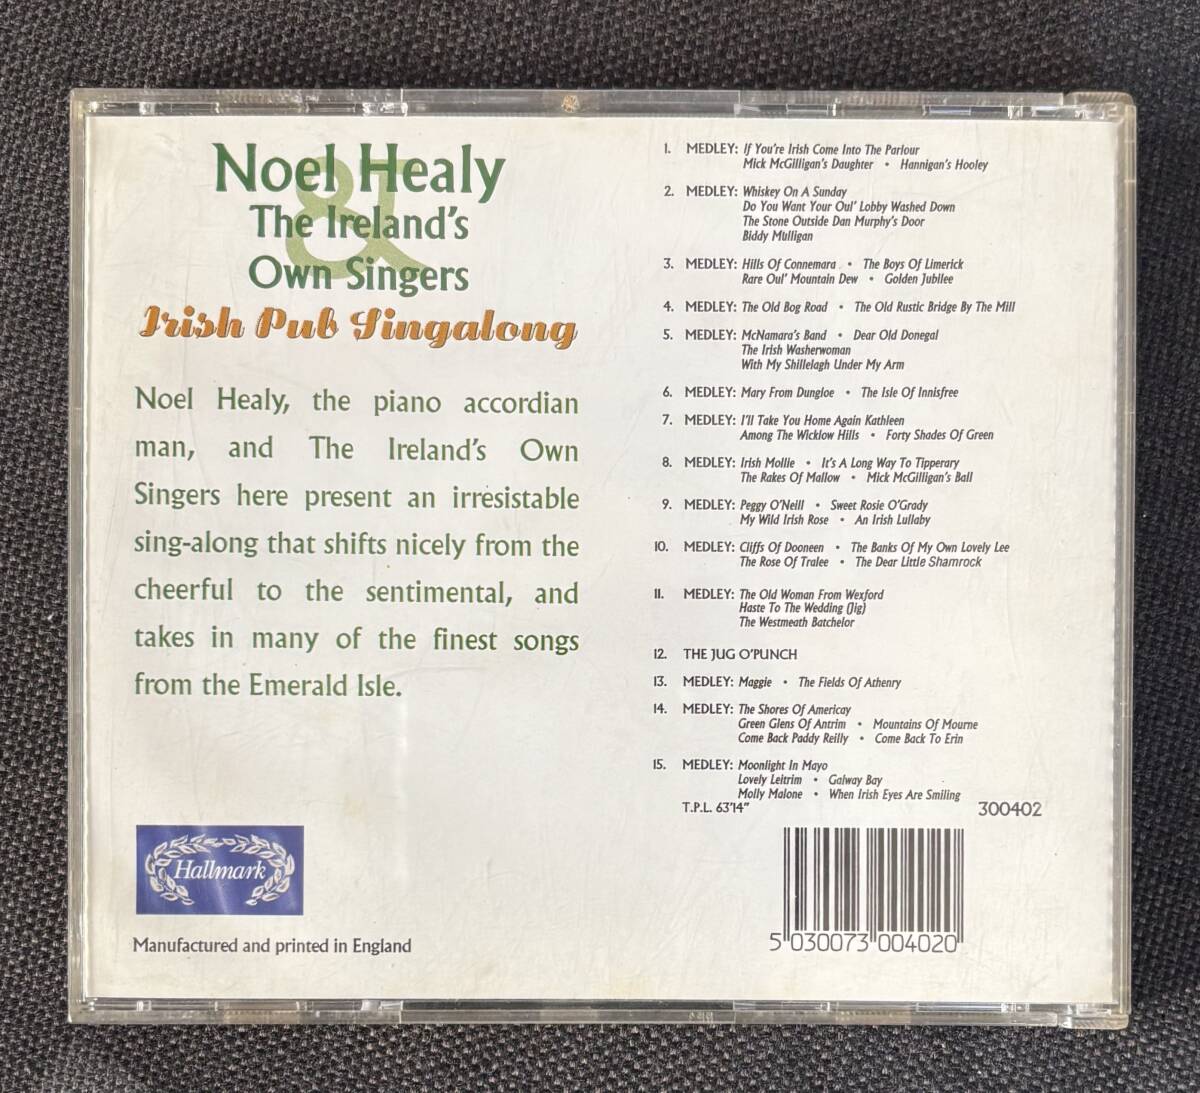 Noel Healy
&
The Ireland's
Own Singers
Irish Pub Singalong
Noel Healy, the piano accordian
man, and The Ireland's Own
Singers here present an irresistable
sing-along that shifts nicely from the
cheerful to the sentimental, and
takes in many of the finest songs
from the Emerald Isle.
Hallmark
Manufactured and printed in England
1. MEDLEY: If You're Irish Come Into The Parlour
Mick McGilligan's Daughter • Hannigan's Hooley
2. MEDLEY: Whiskey On A Sunday
Do You Want Your Oul' Lobby Washed Down
The Stone Outside Dan Murphy's Door
Biddy Mulligan
3. MEDLEY: Hills Of Connemara • The Boys Of Limerick
Rare Oul' Mountain Dew • Golden Jubilee
4. MEDLEY: The Old Bog Road • The Old Rustic Bridge By The Mill
5. MEDLEY: McNamara's Band • Dear Old Donegal
The Irish Washerwoman
With My Shillelagh Under My Arm
6. MEDLEY: Mary From Dungloe • The Isle Of Innisfree
7. MEDLEY: I'll Take You Home Again Kathleen
Among The Wicklow Hills • Forty Shades Of Green
8. MEDLEY: Irish Mollie • It's A Long Way To Tipperary
The Rakes Of Mallow • Mick McGilligan's Ball
9. MEDLEY: Peggy O'Neill • Sweet Rosie O'Grady
My Wild Irish Rose • An Irish Lullaby
10. MEDLEY: Cliffs Of Dooneen • The Banks Of My Own Lovely Lee
The Rose Of Tralee • The Dear Little Shamrock
11. MEDLEY: The Old Woman From Wexford
Haste To The Wedding (Jig)
The Westmeath Batchelor
12. THE JUG O'PUNCH
13. MEDLEY: Maggie • The Fields Of Athenry
14. MEDLEY: The Shores Of Americay
Green Glens Of Antrim • Mountains Of Mourne
Come Back Paddy Reilly • Come Back To Erin
15. MEDLEY: Moonlight In Mayo
Lovely Leitrim • Galway Bay
Molly Malone • When Irish Eyes Are Smiling
T.P.L. 63'14" 300402
5 030073 004020